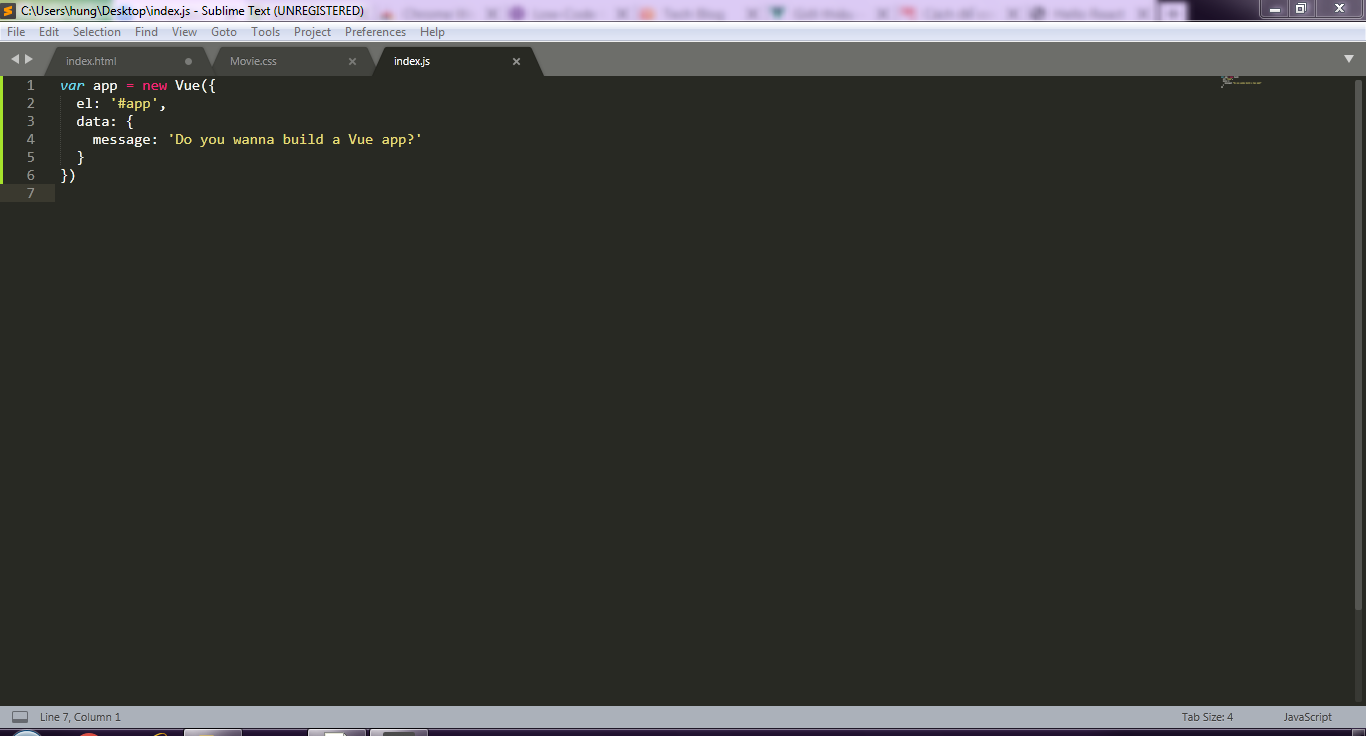 C:\Users\hung\Desktop\index.js - Sublime Text (UNREGISTERED)
File Edit Selection Find View Goto Tools Project Preferences Help
index.html Movie.css index.js
1 var app = new Vue({
2 el: '#app',
3 data: {
4 message: 'Do you wanna build a Vue app?'
5 }
6 })
7
Line 7, Column 1 Tab Size: 4 JavaScript